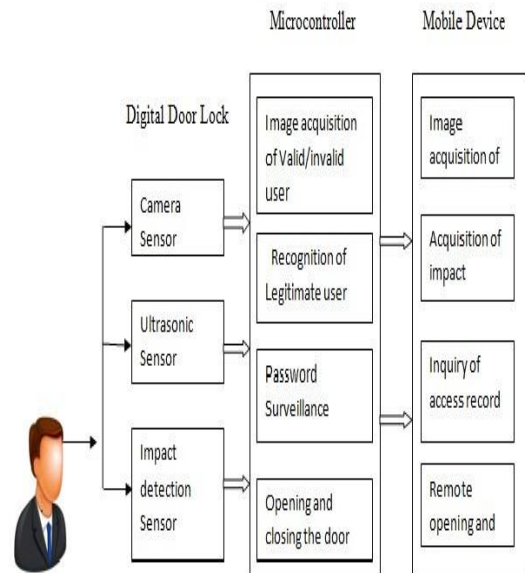 Microcontroller
Mobile Device
Digital Door Lock
Camera
Sensor
Ultrasonic
Sensor
Impact
detection
Sensor
Image acquisition
of Valid/invalid
user
Recognition of
Legitimate user
Password
Surveillance
Opening and
closing the door
Image
acquisition of
Acquisition of
impact
Inquiry of
access record
Remote
opening and